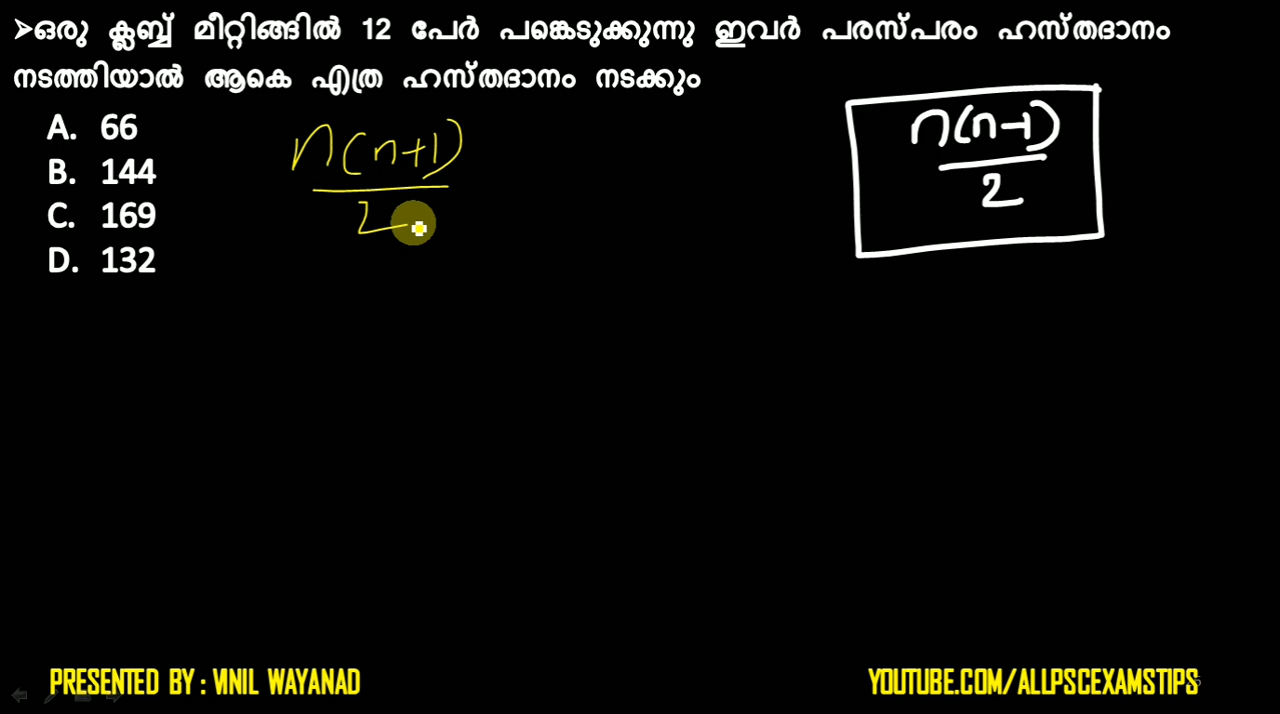 ➤ഒരു ക്ലബ്ബ് മീറ്റിങ്ങിൽ 12 പേർ പങ്കെടുക്കുന്നു ഇവർ പരസ്പരം ഹസ്തദാനം
നടത്തിയാൽ ആകെ എത്ര ഹസ്തദാനം നടക്കും
A. 66
B. 144
C. 169
D. 132
n(n+1)
2
n(n-1)
2
PRESENTED BY : VINIL WAYANAD
YOUTUBE.COM/ALLPSCEXAMSTIPS